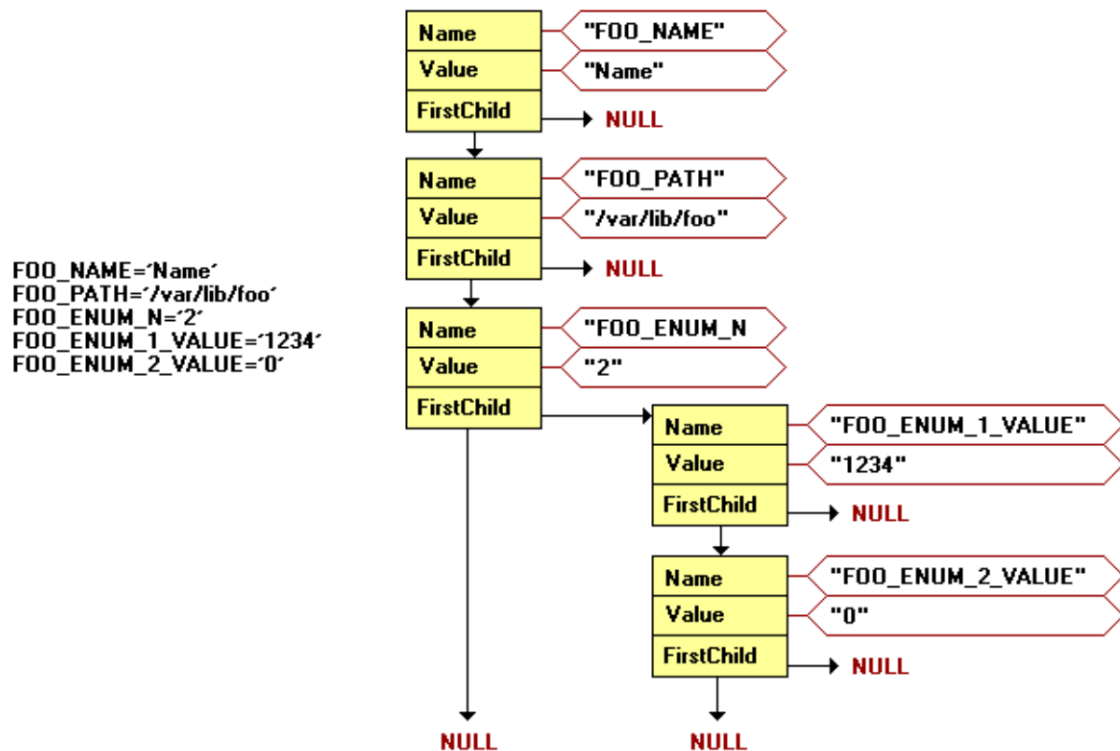 Name "FOO_NAME"
Value "Name"
FirstChild NULL
Name "FOO_PATH"
Value "/var/lib/foo"
FirstChild NULL
FOO_NAME=´Name´
FOO_PATH=´/var/lib/foo´
FOO_ENUM_N=´2´
FOO_ENUM_1_VALUE=´1234´
FOO_ENUM_2_VALUE=´0´
Name "FOO_ENUM_N
Value "2"
FirstChild
Name "FOO_ENUM_1_VALUE"
Value "1234"
FirstChild NULL
Name "FOO_ENUM_2_VALUE"
Value "0"
FirstChild NULL
NULL NULL